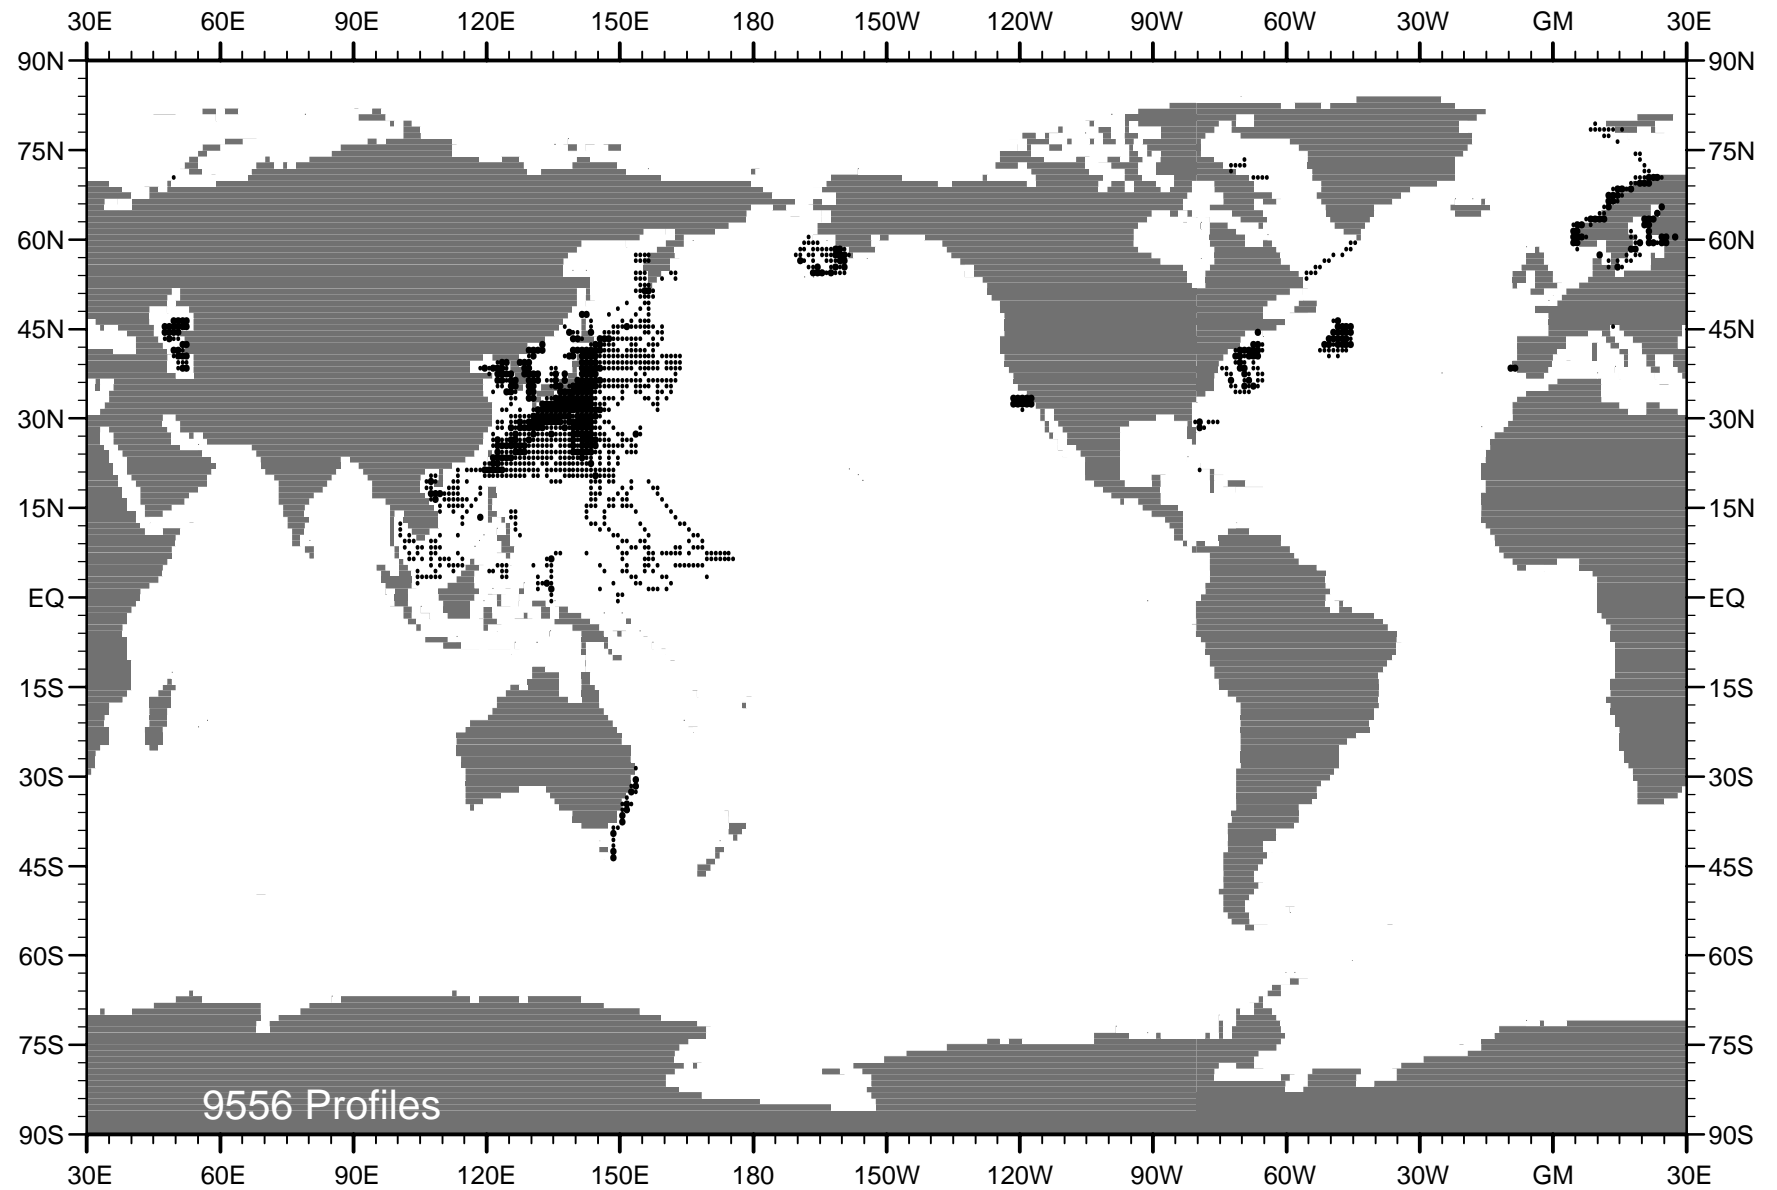 30E 60E 90E 120E 150E 180 150W 120W 90W 60W 30W GM 30E
90N 90N
75N 75N
60N 60N
45N 45N
30N 30N
15N 15N
EQ EQ
15S 15S
30S 30S
45S 45S
60S 60S
75S 75S
9556 Profiles
90S 90S
30E 60E 90E 120E 150E 180 150W 120W 90W 60W 30W GM 30E